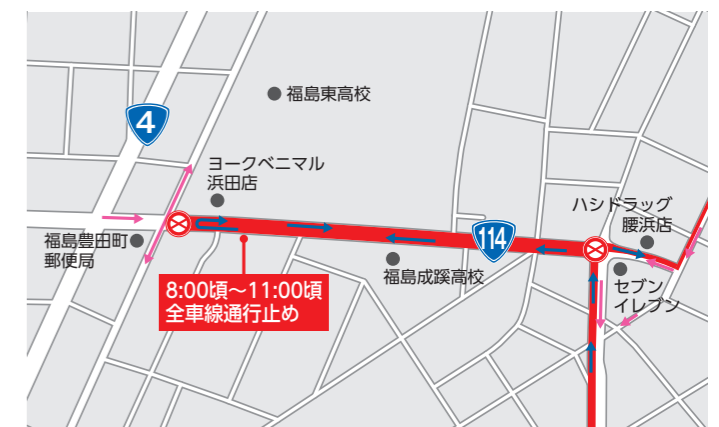 福島東高校
4
ヨークベニマル
浜田店
ハシドラッグ
腰浜店
114
福島豊田町
郵便局
福島成蹊高校
8:00頃～11:00頃
全車線通行止め
セブン
イレブン